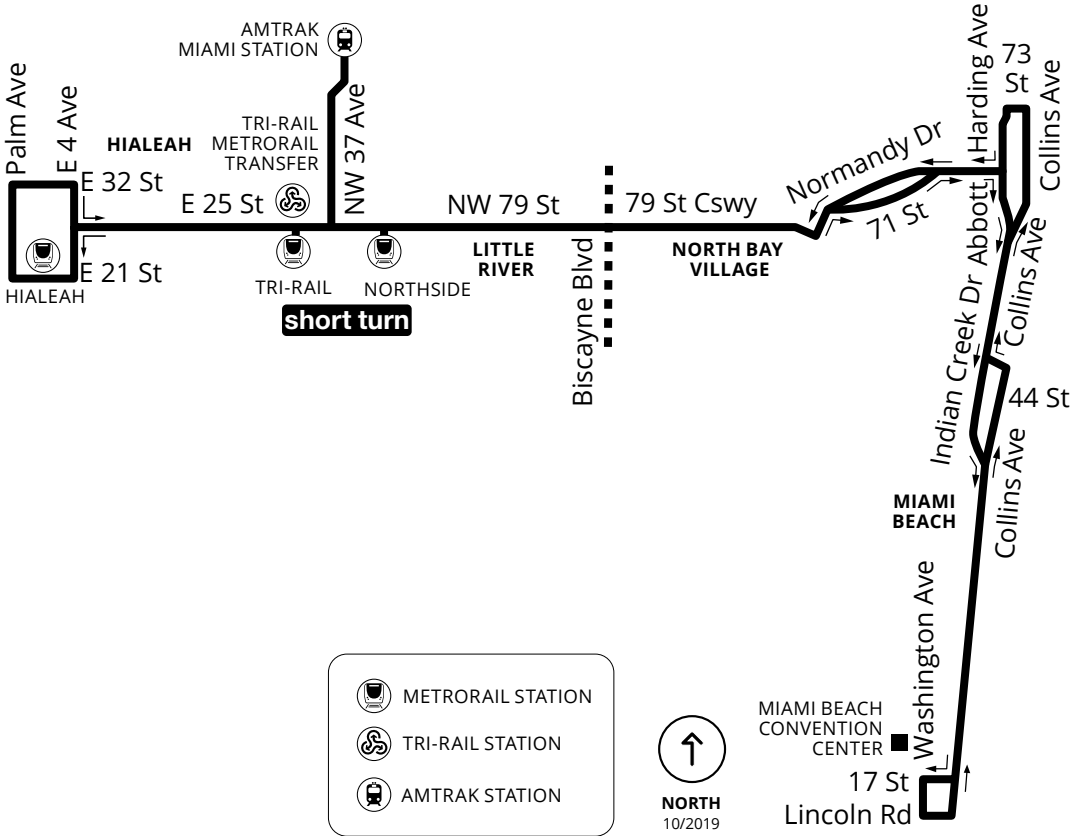 AMTRAK
MIAMI STATION
Palm Ave
E 4 Ave
HIALEAH
TRI-RAIL
METRORAIL
TRANSFER
NW 37 Ave
E 32 St
E 25 St
E 21 St
HIALEAH
TRI-RAIL
NORTHSIDE
short turn
NW 79 St
LITTLE
RIVER
Biscayne Blvd
79 St Cswy
NORTH BAY
VILLAGE
Normandy Dr
71 St
Harding Ave
73
St
Collins Ave
Abbott
Indian Creek Dr
Collins Ave
44 St
Collins Ave
MIAMI
BEACH
Washington Ave
MIAMI BEACH
CONVENTION
CENTER
17 St
Lincoln Rd
METRORAIL STATION
TRI-RAIL STATION
AMTRAK STATION
NORTH
10/2019